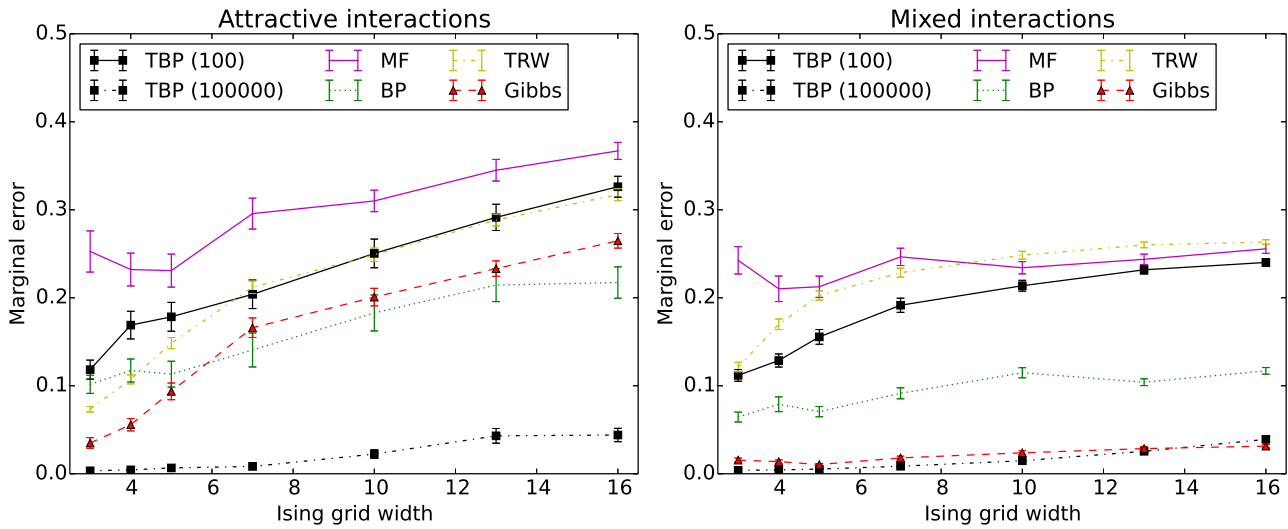 Attractive interactions
0.5
0.4
0.3
0.2
0.1
0.0
Marginal error
TBP (100)
TBP (100000)
MF
BP
TRW
Gibbs
4 6 8 10 12 14 16
Ising grid width
Mixed interactions
0.5
0.4
0.3
0.2
0.1
0.0
Marginal error
TBP (100)
TBP (100000)
MF
BP
TRW
Gibbs
4 6 8 10 12 14 16
Ising grid width